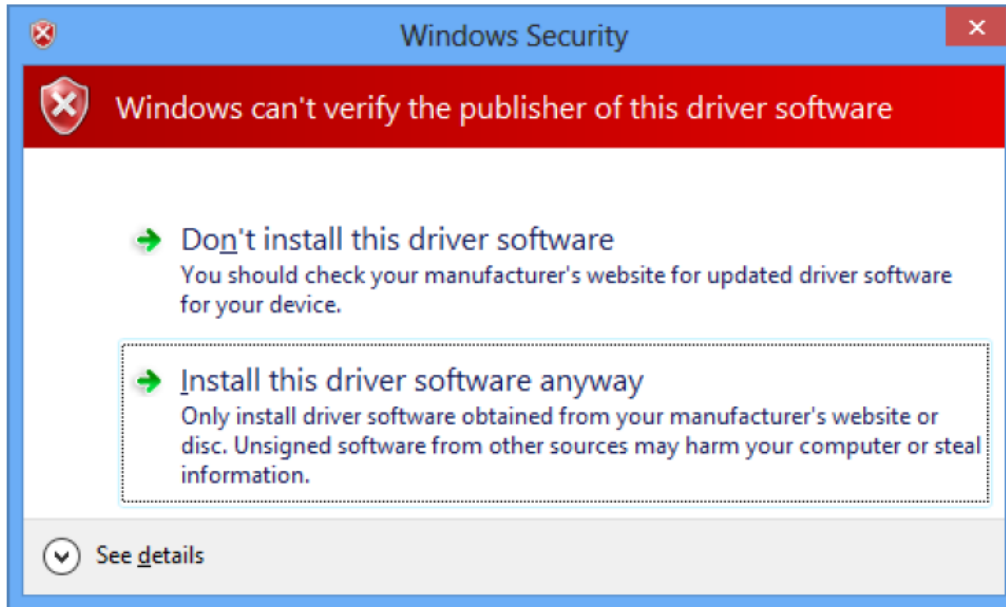 Windows Security
Windows can't verify the publisher of this driver software
Don't install this driver software
You should check your manufacturer's website for updated driver software
for your device.
Install this driver software anyway
Only install driver software obtained from your manufacturer's website or
disc. Unsigned software from other sources may harm your computer or steal
information.
See details